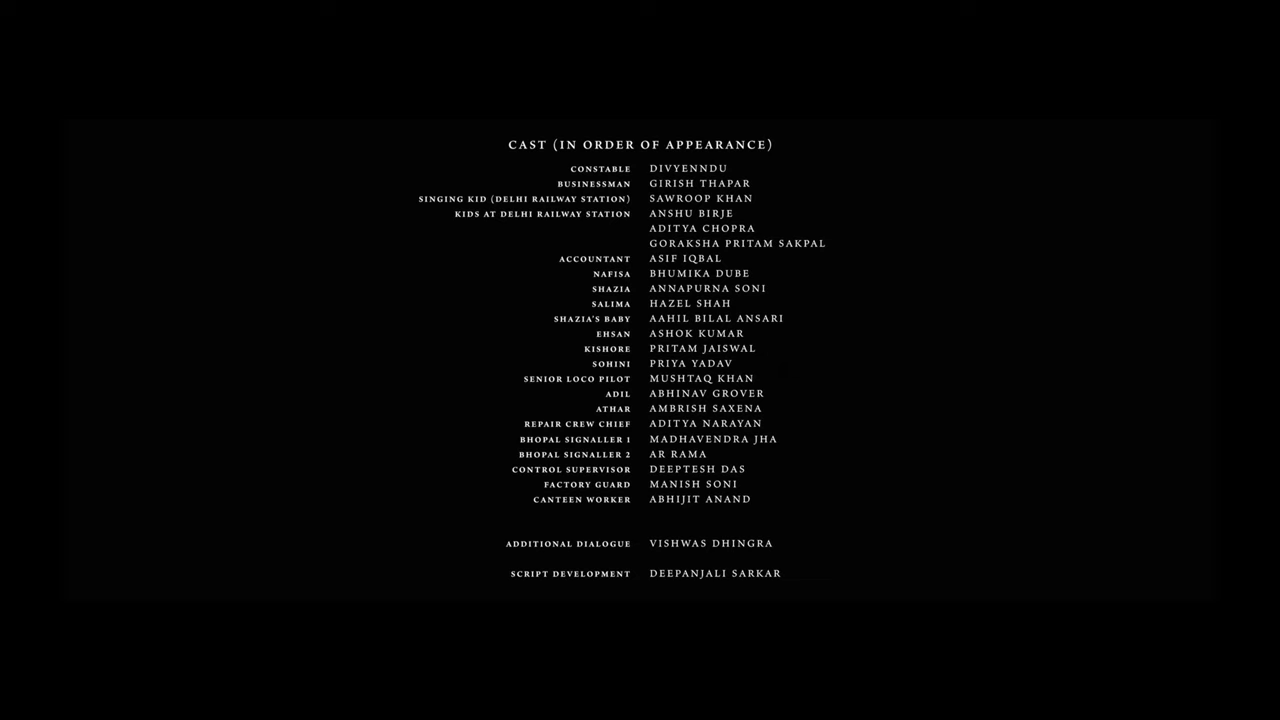 CAST (IN ORDER OF APPEARANCE)
CONSTABLE DIVYENNDU
BUSINESSMAN GIRISH THAPAR
SINGING KID (DELHI RAILWAY STATION) SAWROOP KHAN
KIDS AT DELHI RAILWAY STATION ANSHU BIRJE
ADITYA CHOPRA
GORAKSHA PRITAM SAKPAL
ACCOUNTANT ASIF IQBAL
NAFISA BHUMIKA DUBE
SHAZIA ANNAPURNA SONI
SALIMA HAZEL SHAH
SHAZIA'S BABY AAHIL BILAL ANSARI
EHSAN ASHOK KUMAR
KISHORE PRITAM JAISWAL
SOHINI PRIYA YADAV
SENIOR LOCO PILOT MUSHTAQ KHAN
ADIL ABHINAV GROVER
ATHAR AMBRISH SAXENA
REPAIR CREW CHIEF ADITYA NARAYAN
BHOPAL SIGNALLER 1 MADHAVENDRA JHA
BHOPAL SIGNALLER 2 AR RAMA
CONTROL SUPERVISOR DEEPTESH DAS
FACTORY GUARD MANISH SONI
CANTEEN WORKER ABHIJIT ANAND
ADDITIONAL DIALOGUE VISHWAS DHINGRA
SCRIPT DEVELOPMENT DEEPANJALI SARKAR